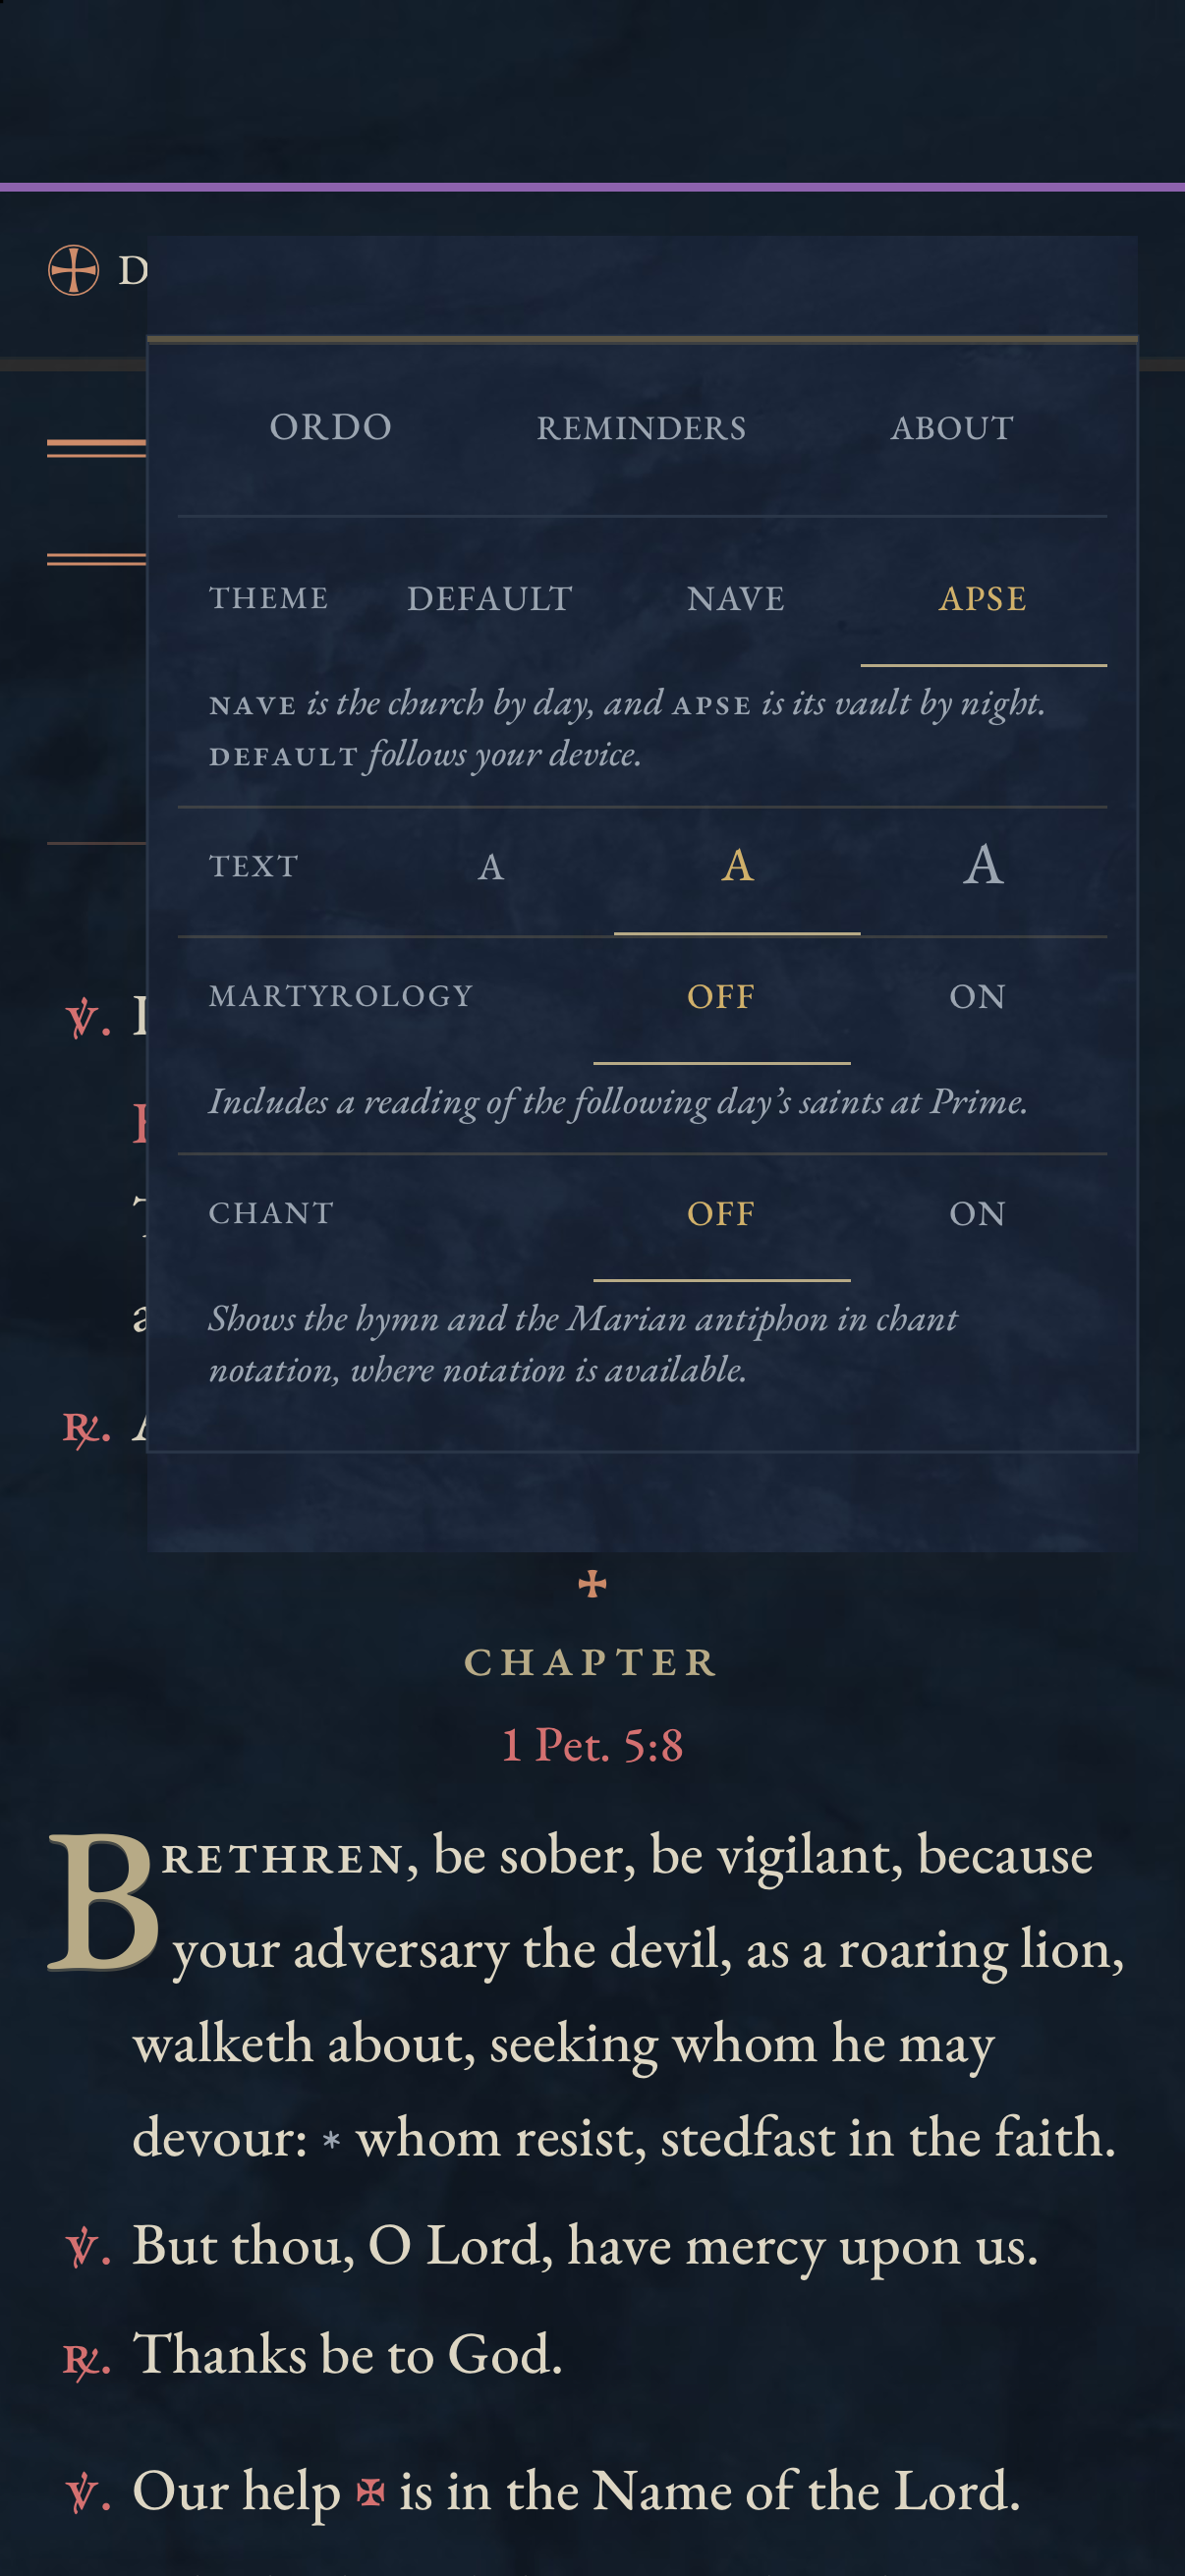 D
ORDO REMINDERS ABOUT
THEME DEFAULT NAVE APSE
NAVE is the church by day, and APSE is its vault by night.
DEFAULT follows your device.
TEXT A A A
MARTYROLOGY OFF ON
℣.
Includes a reading of the following day’s saints at Prime.
CHANT OFF ON
Shows the hymn and the Marian antiphon in chant
notation, where notation is available.
℟.
CHAPTER
1 Pet. 5:8
BRETHREN, be sober, be vigilant, because
your adversary the devil, as a roaring lion,
walketh about, seeking whom he may
devour: * whom resist, stedfast in the faith.
℣. But thou, O Lord, have mercy upon us.
℟. Thanks be to God.
℣. Our help ✠ is in the Name of the Lord.